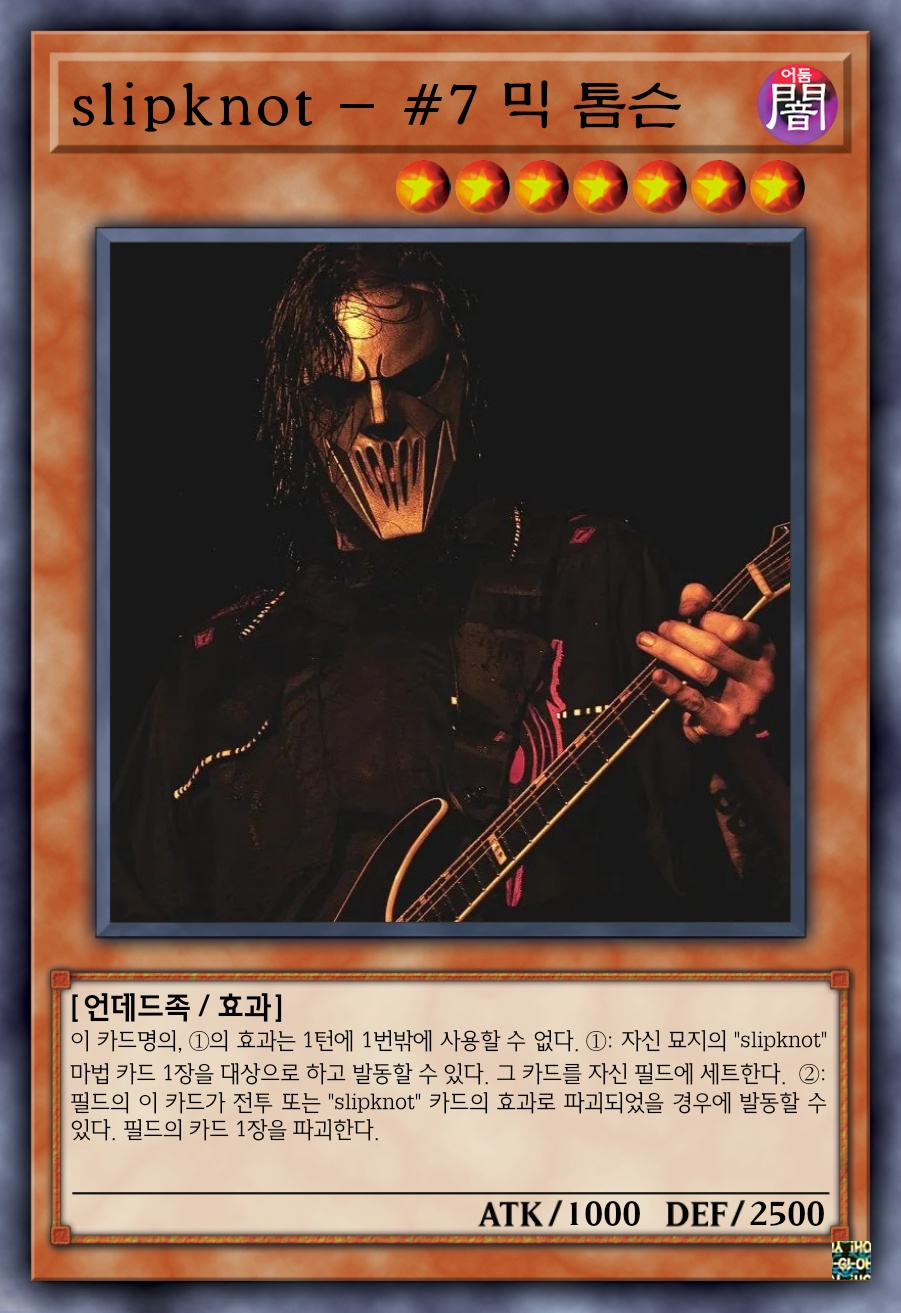 slipknot – #7 믹 톰슨
어둠
闇
[언데드족 / 효과]
이 카드명의, ①의 효과는 1턴에 1번밖에 사용할 수 없다. ①: 자신 묘지의 "slipknot"
마법 카드 1장을 대상으로 하고 발동할 수 있다. 그 카드를 자신 필드에 세트한다. ②:
필드의 이 카드가 전투 또는 "slipknot" 카드의 효과로 파괴되었을 경우에 발동할 수
있다. 필드의 카드 1장을 파괴한다.
ATK/1000 DEF/2500